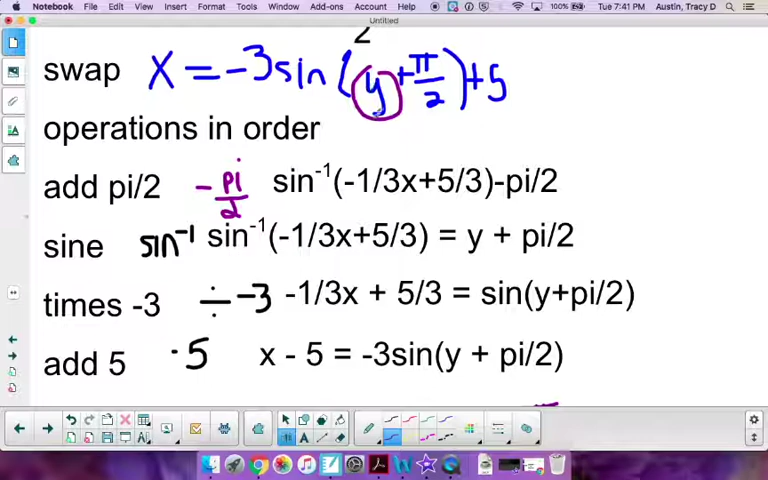 Notebook File Edit View Insert Format Tools Add-ons Window Account Help 100% Tue 7:41 PM Austin, Tracy D
Untitled
2
swap x = -3sin(y+π/2)+5
operations in order
add pi/2 -pi/2 sin⁻¹(-1/3x+5/3)-pi/2
sine sin⁻¹ sin⁻¹(-1/3x+5/3) = y + pi/2
times -3 ÷-3 -1/3x + 5/3 = sin(y+pi/2)
add 5 -5 x - 5 = -3sin(y + pi/2)